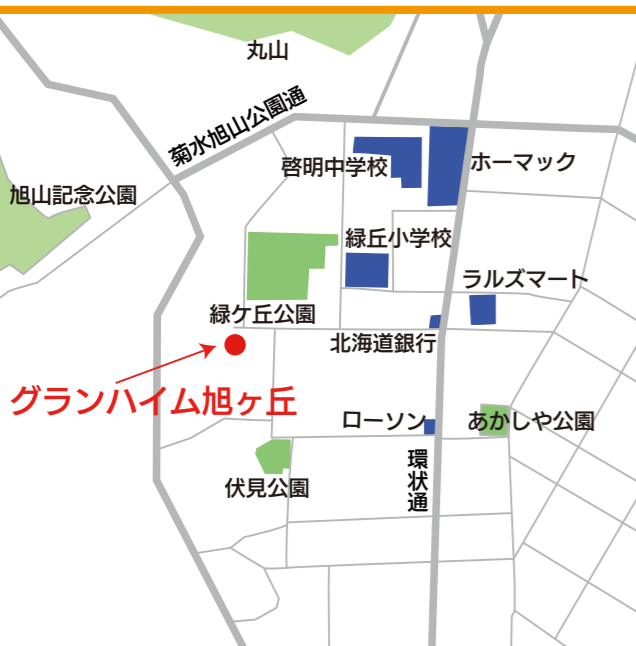 丸山
菊水旭山公園通
啓明中学校
ホーマック
旭山記念公園
緑丘小学校
ラルズマート
緑ケ丘公園
北海道銀行
グランハイム旭ヶ丘
ローソン
あかしや公園
環状通
伏見公園